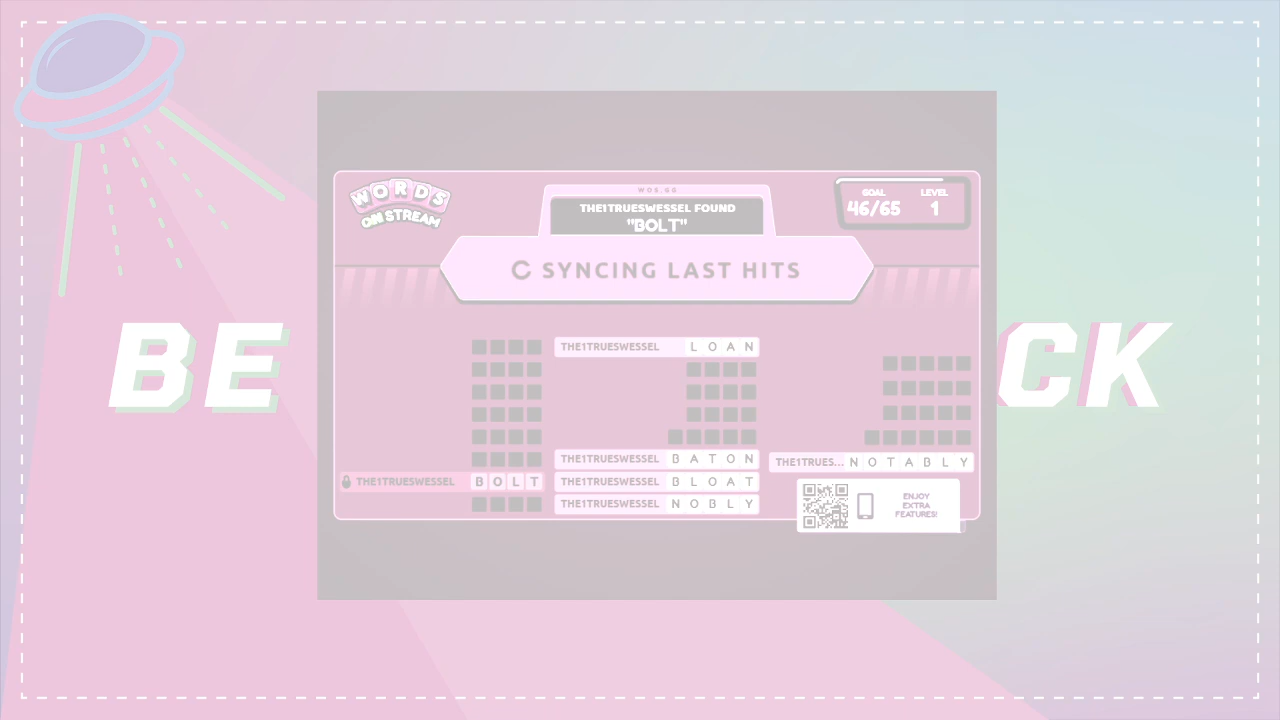 WORDS
ON STREAM
WOS.GG
THE1TRUESWESSEL FOUND
"BOLT"
GOAL
46/65
LEVEL
1
SYNCING LAST HITS
BE
CK
THE1TRUESWESSEL BOLT
THE1TRUESWESSEL LOAN
THE1TRUESWESSEL BATON
THE1TRUESWESSEL BLOAT
THE1TRUESWESSEL NOBLY
THE1TRUES... NOTABLY
ENJOY
EXTRA
FEATURES!